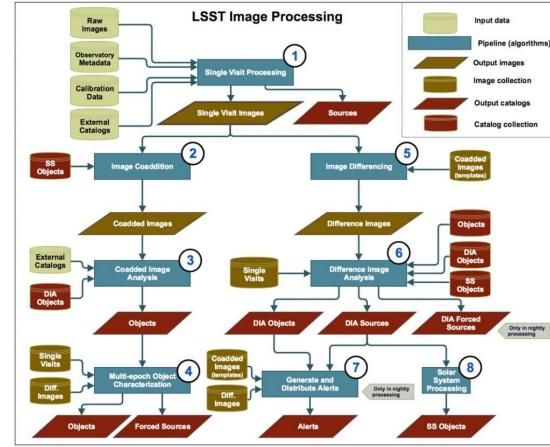 LSST Image Processing
Raw
Images
Observatory
Metadata
Calibration
Data
External
Catalogs
1
Single Visit Processing
Single Visit Images
Sources
Input data
Pipeline (algorithms)
Output images
Image collection
Output catalogs
Catalog collection
SS
Objects
2
Image Coaddition
5
Image Differencing
Coadded
Images
(templates)
Coadded Images
Difference Images
External
Catalogs
DIA
Objects
3
Coadded Image
Analysis
Single
Visits
6
Difference Image
Analysis
Objects
DIA
Objects
SS
Objects
Objects
DIA Objects
DIA Sources
DIA Forced
Sources
Only in nightly
processing
Single
Visits
Diff.
Images
4
Multi-epoch Object
Characterization
Coadded
Images
(templates)
Diff.
Images
7
Generate and
Distribute Alerts
Only in nightly
processing
8
Solar
System
Processing
Objects
Forced Sources
Alerts
SS Objects